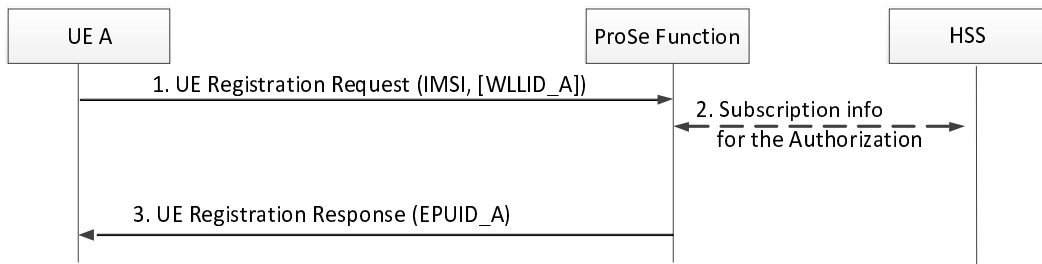 UE A
ProSe Function
HSS
1. UE Registration Request (IMSI, [WLLID_A])
2. Subscription info
for the Authorization
3. UE Registration Response (EPUID_A)